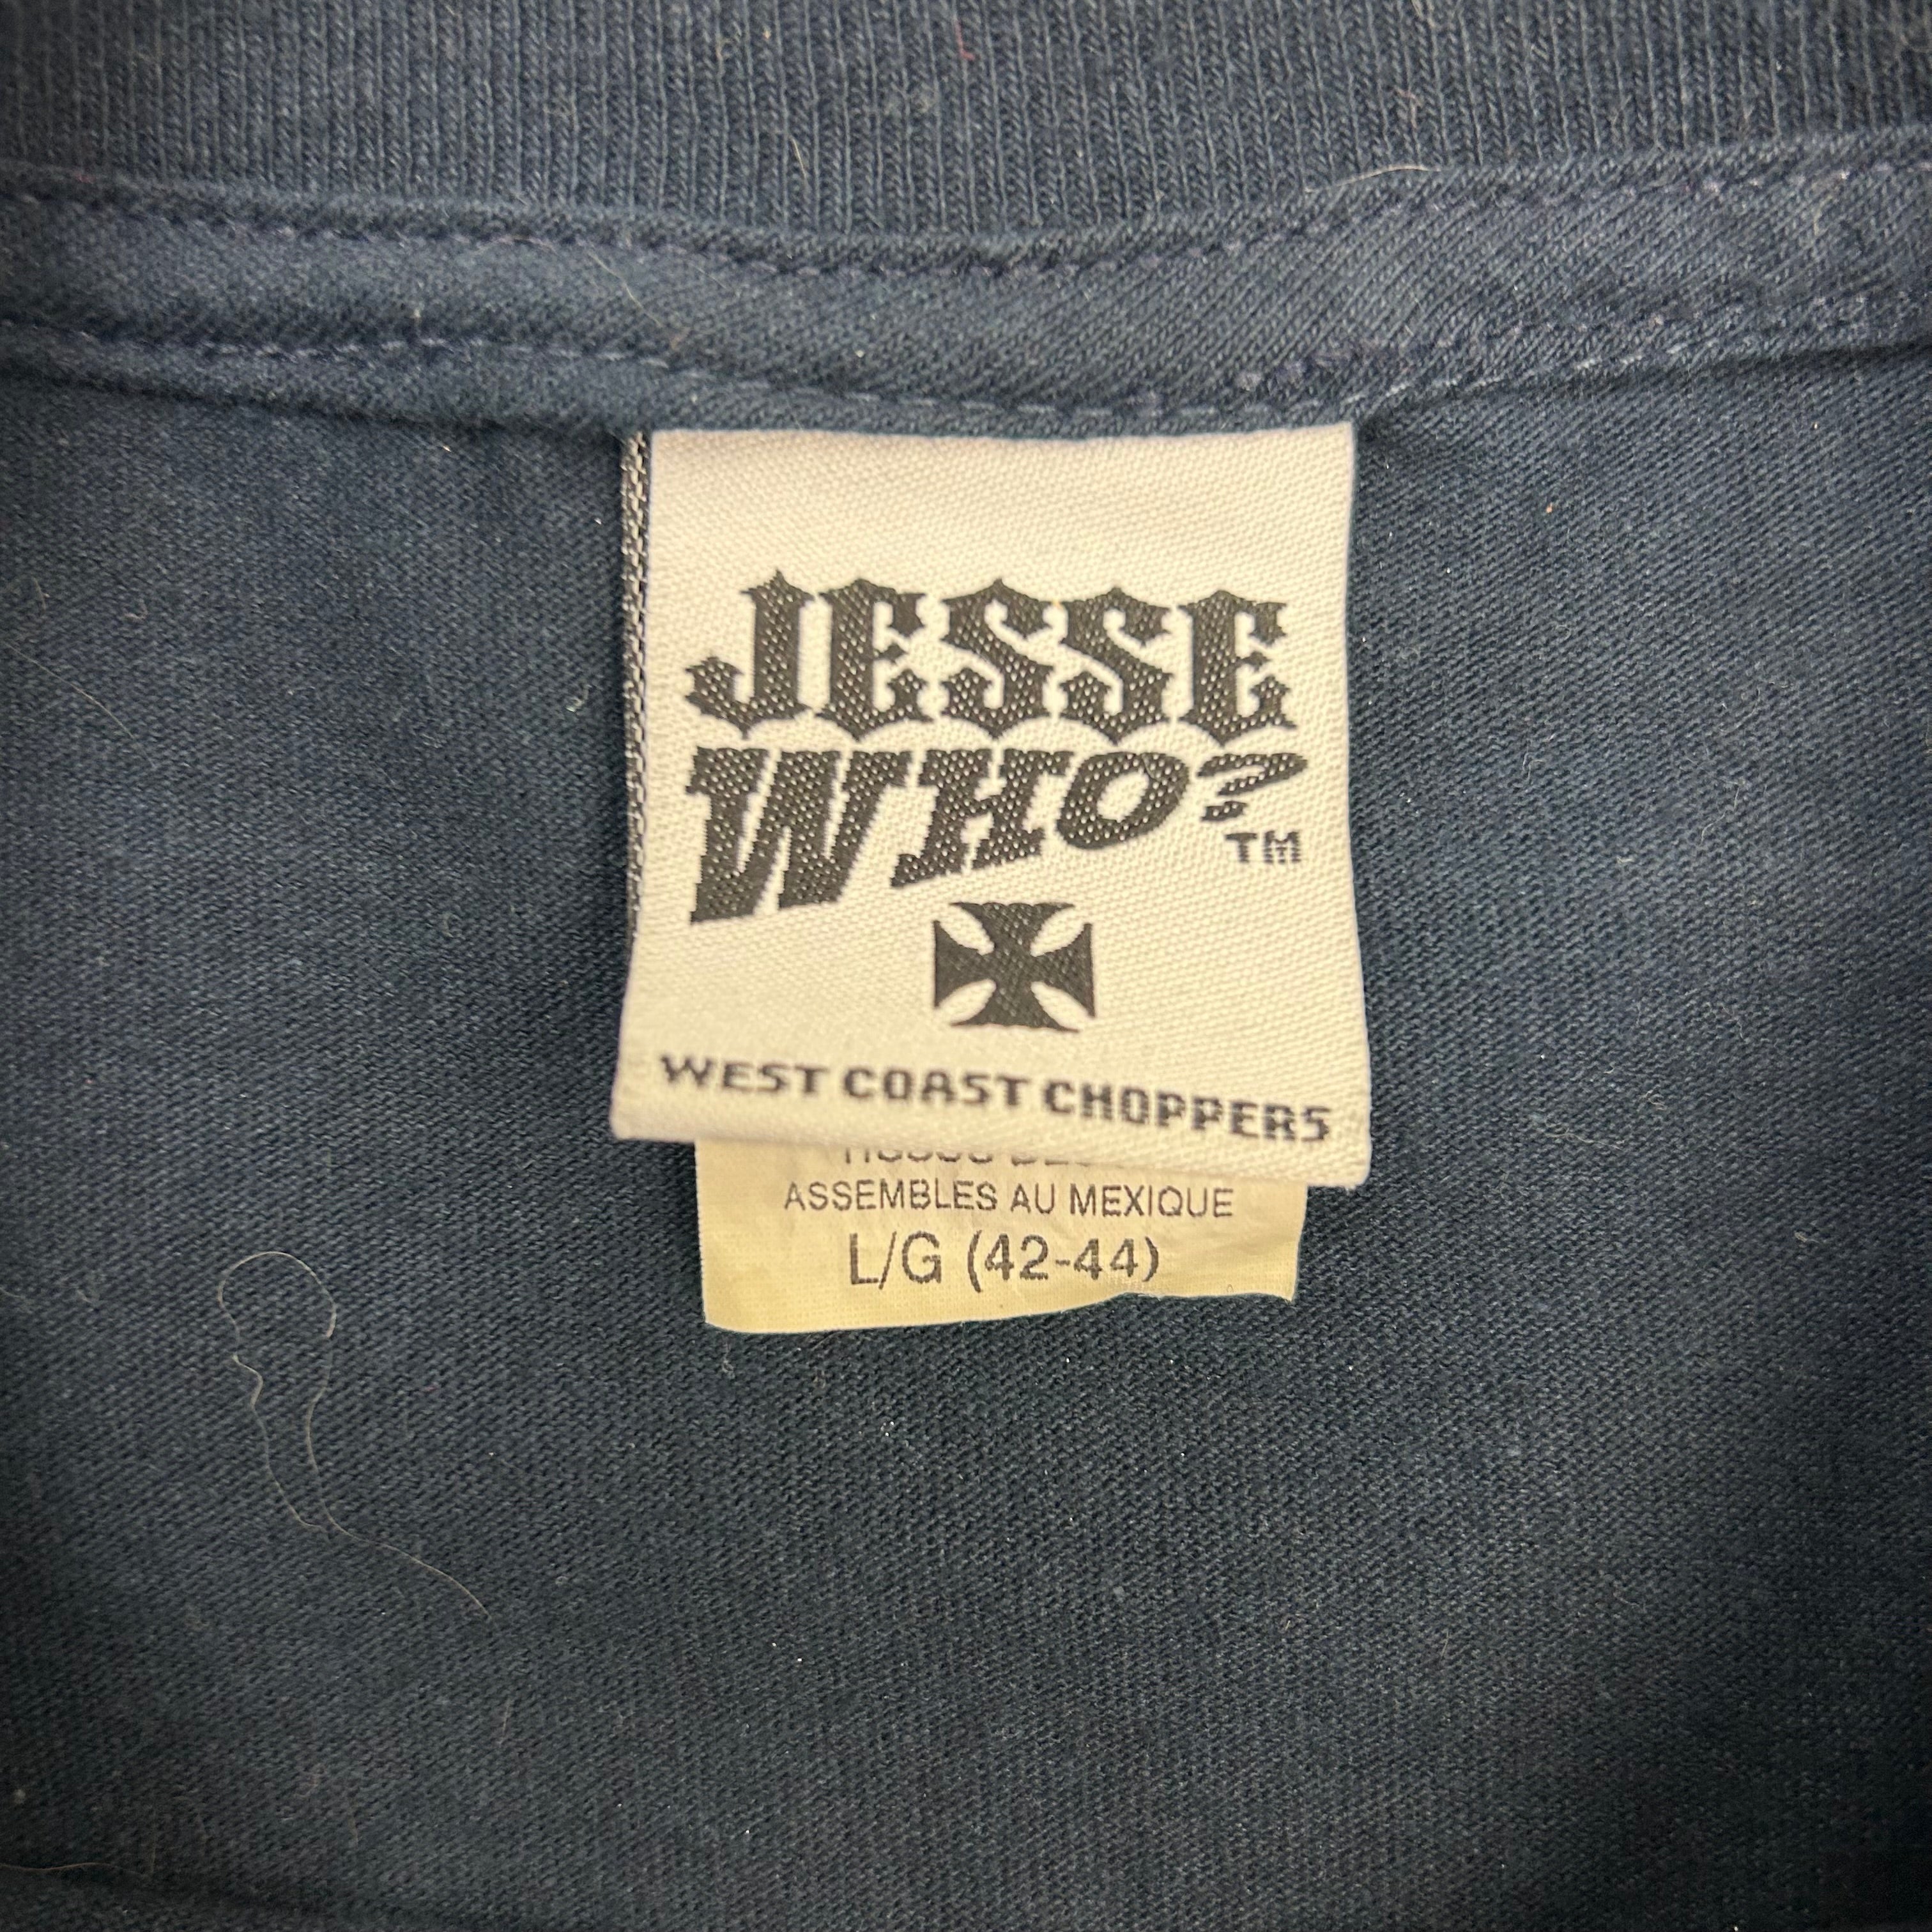 JESSE
WHO?
TM
WEST COAST CHOPPERS
ASSEMBLES AU MEXIQUE
L/G (42-44)